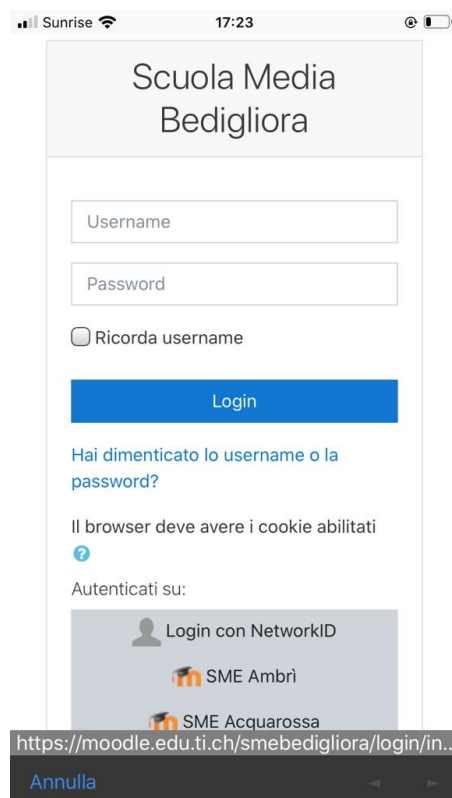 Sunrise 17:23
Scuola Media
Bedigliora
Username
Password
Ricorda username
Login
Hai dimenticato lo username o la
password?
Il browser deve avere i cookie abilitati
?
Autenticati su:
Login con NetworkID
SME Ambrì
SME Acquarossa
https://moodle.edu.ti.ch/smebedigliora/login/in...
Annulla